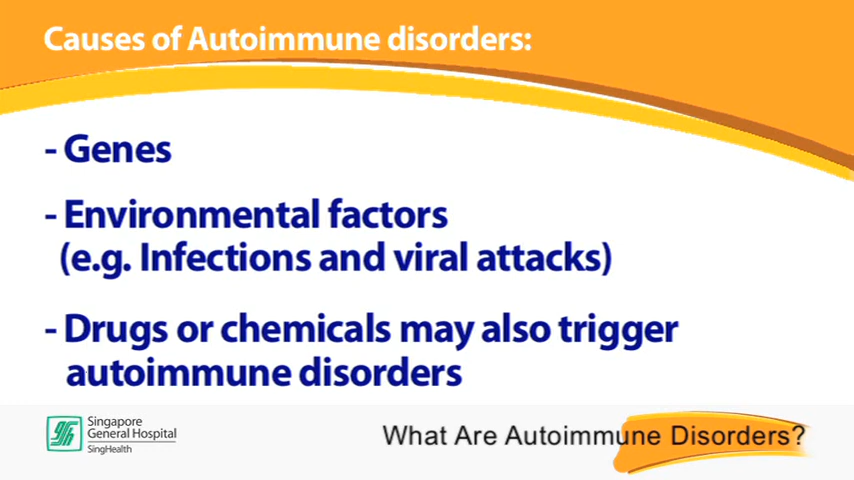 Causes of Autoimmune disorders:
- Genes
- Environmental factors
(e.g. Infections and viral attacks)
- Drugs or chemicals may also trigger
autoimmune disorders
Singapore
General Hospital
SingHealth
What Are Autoimmune Disorders?